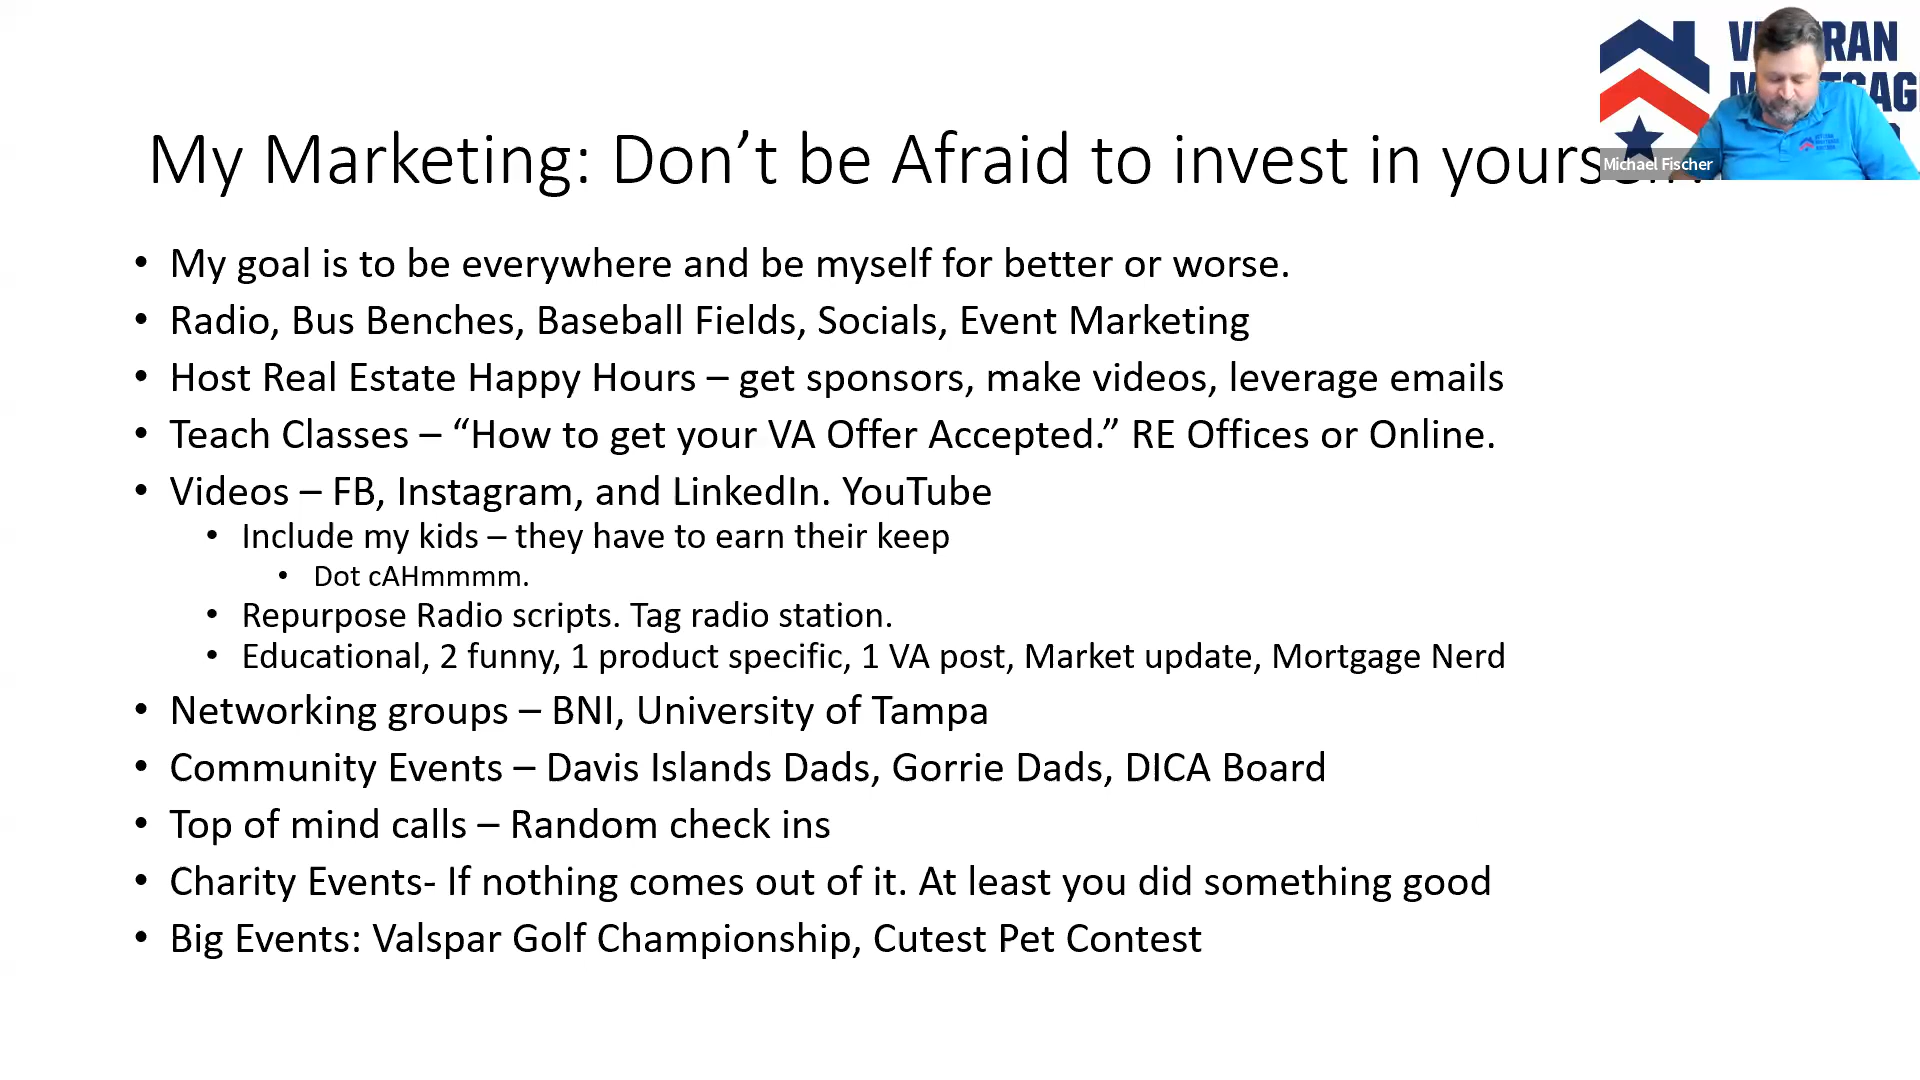 VETERAN
MORTGAGE
My Marketing: Don’t be Afraid to invest in yourself.
Michael Fischer
• My goal is to be everywhere and be myself for better or worse.
• Radio, Bus Benches, Baseball Fields, Socials, Event Marketing
• Host Real Estate Happy Hours – get sponsors, make videos, leverage emails
• Teach Classes – “How to get your VA Offer Accepted.” RE Offices or Online.
• Videos – FB, Instagram, and LinkedIn. YouTube
• Include my kids – they have to earn their keep
• Dot cAHmmmm.
• Repurpose Radio scripts. Tag radio station.
• Educational, 2 funny, 1 product specific, 1 VA post, Market update, Mortgage Nerd
• Networking groups – BNI, University of Tampa
• Community Events – Davis Islands Dads, Gorrie Dads, DICA Board
• Top of mind calls – Random check ins
• Charity Events- If nothing comes out of it. At least you did something good
• Big Events: Valspar Golf Championship, Cutest Pet Contest